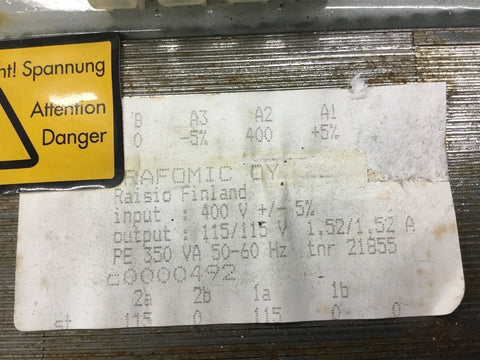 ht! Spannung
Attention
Danger
B A3 A2 A1
0 -5% 400 +5%
RAFOMIC OY
Raisio Finland
input : 400 V +/- 5%
output : 115/115 V 1.52/1.52 A
PE 350 VA 50-60 Hz tnr 21855
c0000492
2a 2b 1a 1b
st 115 0 115 0 0